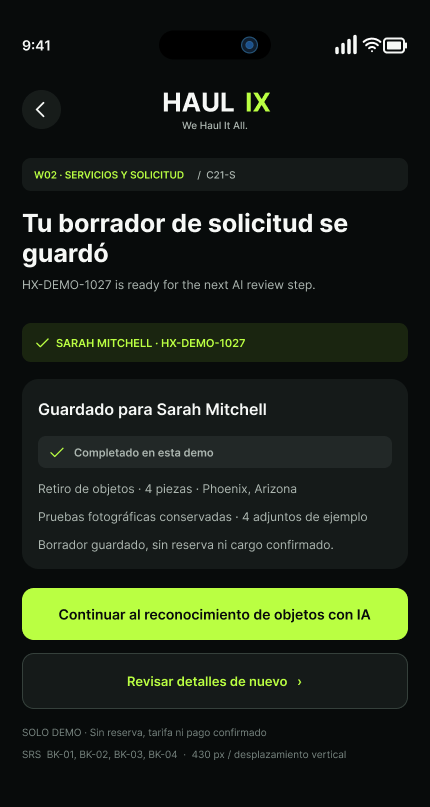 9:41
HAUL IX
We Haul It All.
W02 · SERVICIOS Y SOLICITUD / C21-S
Tu borrador de solicitud se
guardó
HX-DEMO-1027 is ready for the next AI review step.
SARAH MITCHELL · HX-DEMO-1027
Guardado para Sarah Mitchell
Completado en esta demo
Retiro de objetos · 4 piezas · Phoenix, Arizona
Pruebas fotográficas conservadas · 4 adjuntos de ejemplo
Borrador guardado, sin reserva ni cargo confirmado.
Continuar al reconocimiento de objetos con IA
Revisar detalles de nuevo ›
SOLO DEMO · Sin reserva, tarifa ni pago confirmado
SRS BK-01, BK-02, BK-03, BK-04 · 430 px / desplazamiento vertical